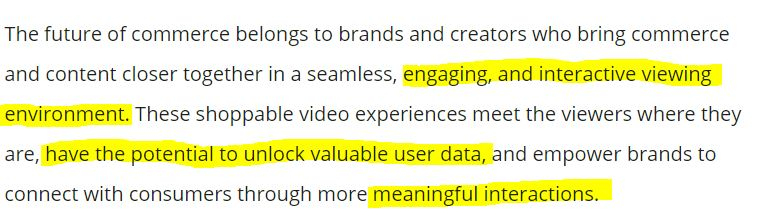 The future of commerce belongs to brands and creators who bring commerce
and content closer together in a seamless, engaging, and interactive viewing
environment. These shoppable video experiences meet the viewers where they
are, have the potential to unlock valuable user data, and empower brands to
connect with consumers through more meaningful interactions.